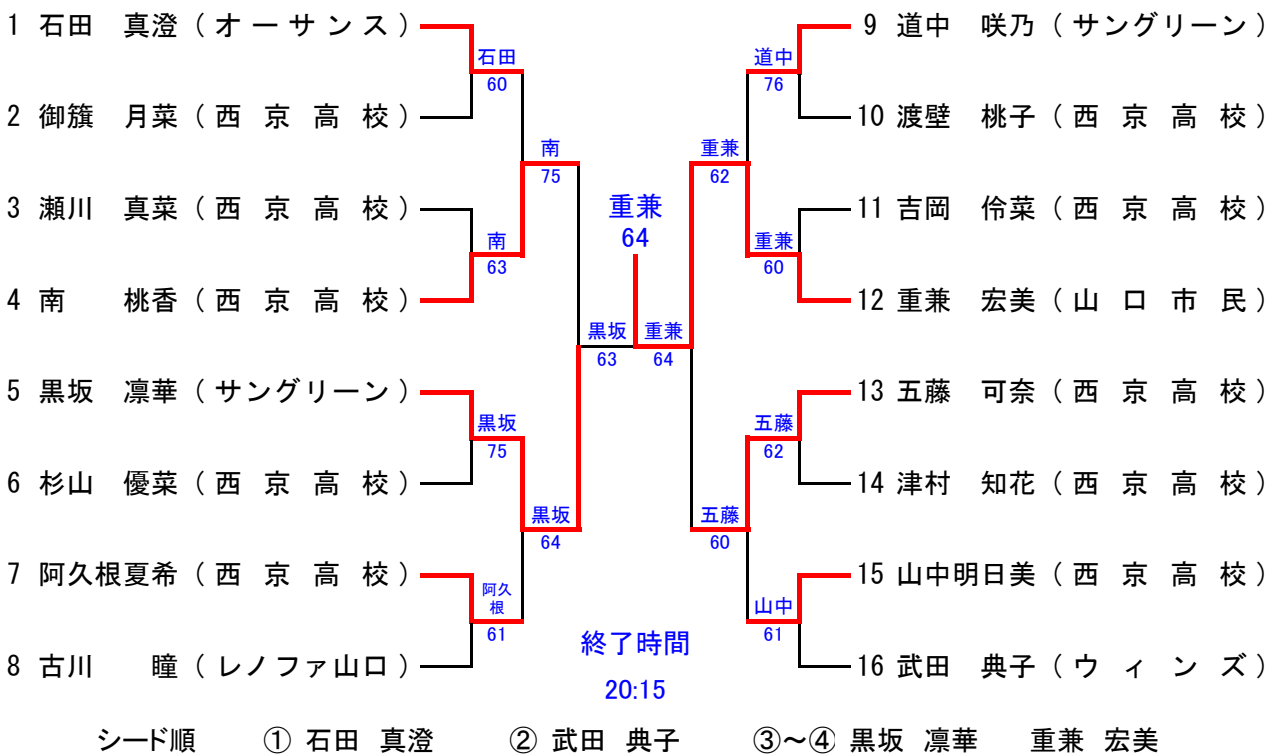 1 石田　真澄（オーサンス）
9 道中　咲乃（サングリーン）
石田
60
道中
76
2 御籏　月菜（西京高校）
10 渡壁　桃子（西京高校）
南
75
重兼
62
3 瀬川　真菜（西京高校）
11 吉岡　伶菜（西京高校）
重兼
64
南
63
重兼
60
4 南　　桃香（西京高校）
12 重兼　宏美（山口市民）
黒坂
63
重兼
64
5 黒坂　凛華（サングリーン）
13 五藤　可奈（西京高校）
黒坂
75
五藤
62
6 杉山　優菜（西京高校）
14 津村　知花（西京高校）
黒坂
64
五藤
60
7 阿久根夏希（西京高校）
15 山中明日美（西京高校）
阿久
根
61
山中
61
終了時間
20:15
8 古川　　瞳（レノファ山口）
16 武田　典子（ウィンズ）
シード順　① 石田　真澄　② 武田　典子　③～④ 黒坂　凛華　重兼　宏美